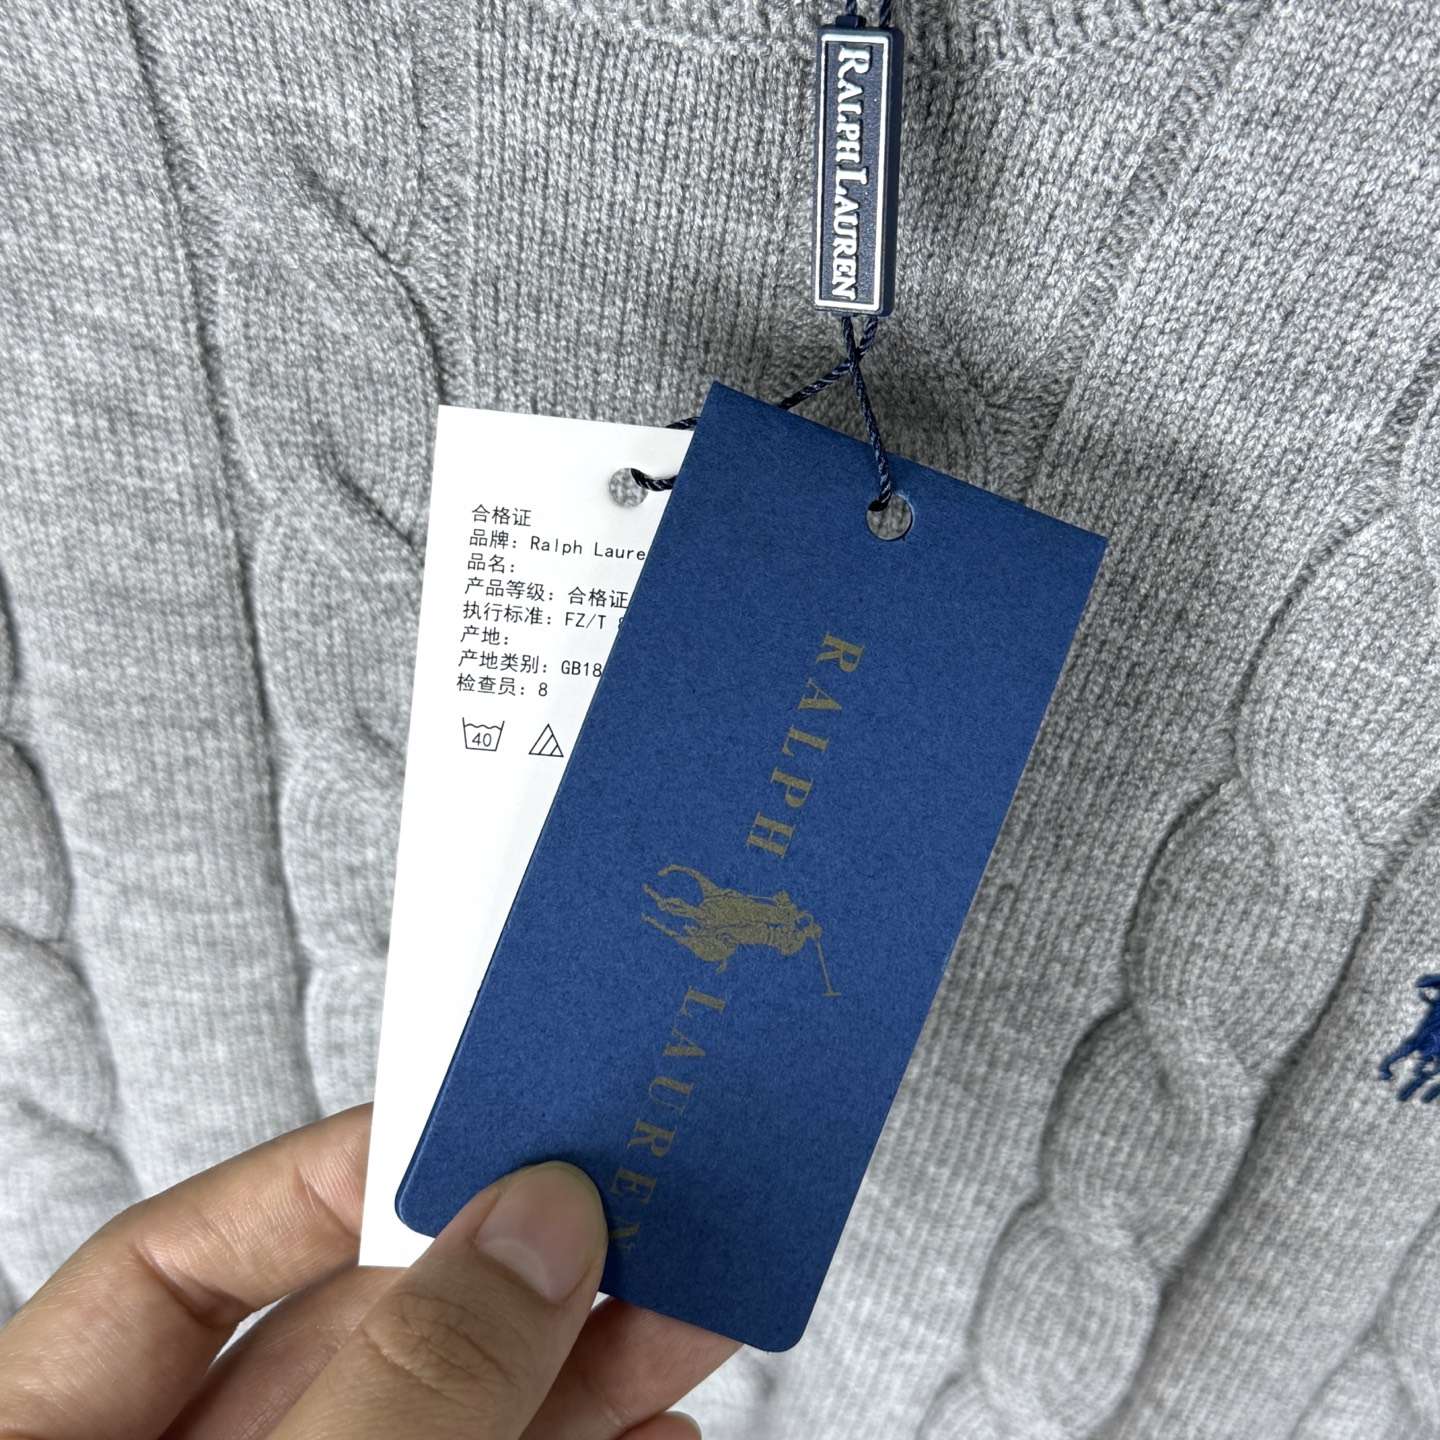 RALPH LAUREN
合格证
品牌：Ralph Laure
品名：
产品等级：合格证
执行标准：FZ/T
产地：
产地类别：GB18
检查员：8
40
RALPH LAUREN